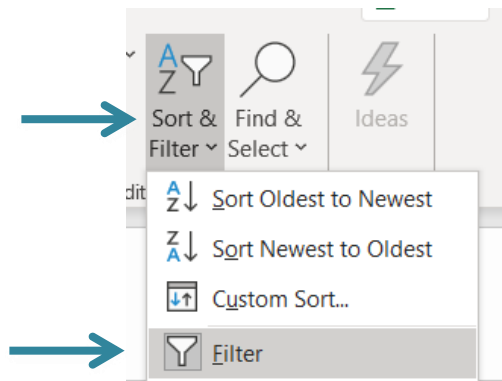 A
Z
Sort &
Filter
Find &
Select
Ideas
dit
A
Z
Sort Oldest to Newest
Z
A
Sort Newest to Oldest
Custom Sort...
Filter